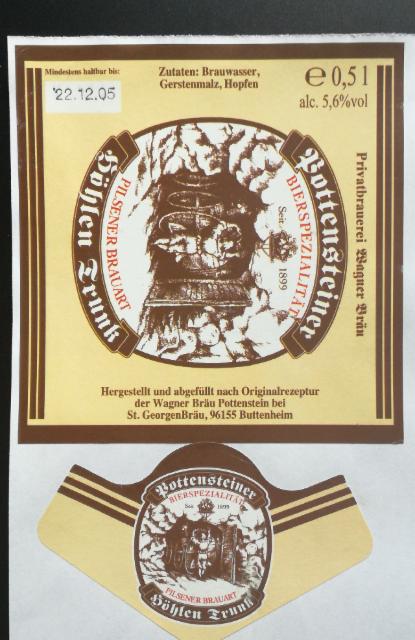 Mindestens haltbar bis:
22.12.05
Zutaten: Brauwasser,
Gerstenmalz, Hopfen
℮ 0,5 l
alc. 5,6%vol
Pottensteiner
BIERSPEZIALITÄT
Seit 1899
PILSENER BRAUART
Höhlen Trunk
Privatbrauerei Wagner Bräu
Hergestellt und abgefüllt nach Originalrezeptur
der Wagner Bräu Pottenstein bei
St. GeorgenBräu, 96155 Buttenheim
Pottensteiner
BIERSPEZIALITÄT
Seit 1899
PILSENER BRAUART
Höhlen Trunk